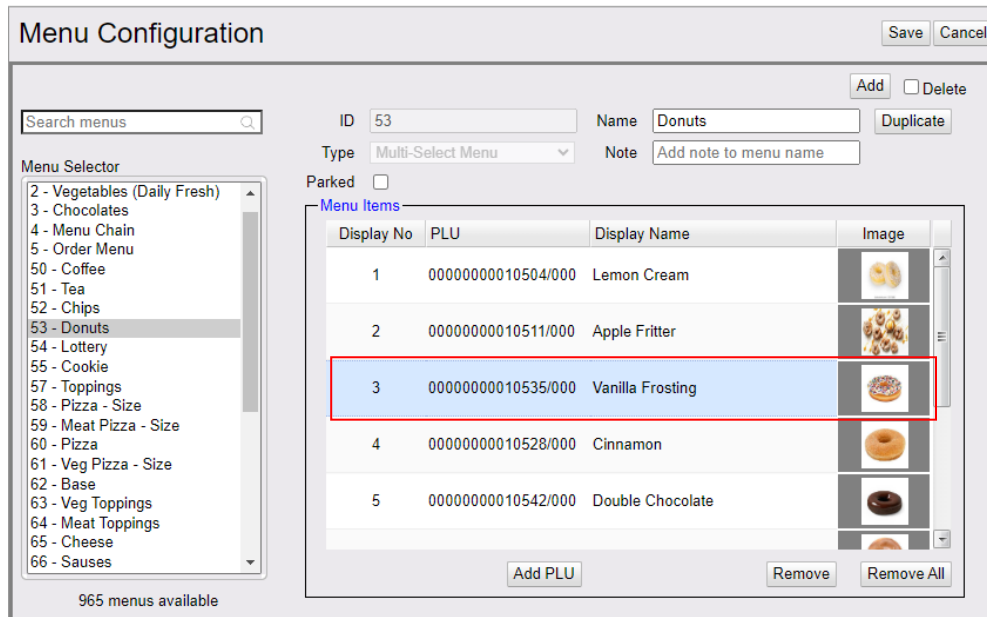 Menu Configuration
Save Cancel
Add Delete
Search menus
ID 53 Name Donuts Duplicate
Type Multi-Select Menu Note Add note to menu name
Menu Selector
Parked
2 - Vegetables (Daily Fresh)
3 - Chocolates
4 - Menu Chain
5 - Order Menu
50 - Coffee
51 - Tea
52 - Chips
53 - Donuts
54 - Lottery
55 - Cookie
57 - Toppings
58 - Pizza - Size
59 - Meat Pizza - Size
60 - Pizza
61 - Veg Pizza - Size
62 - Base
63 - Veg Toppings
64 - Meat Toppings
65 - Cheese
66 - Sauses
965 menus available
Menu Items
Display No PLU Display Name Image
1 00000000010504/000 Lemon Cream
2 00000000010511/000 Apple Fritter
3 00000000010535/000 Vanilla Frosting
4 00000000010528/000 Cinnamon
5 00000000010542/000 Double Chocolate
Add PLU Remove Remove All